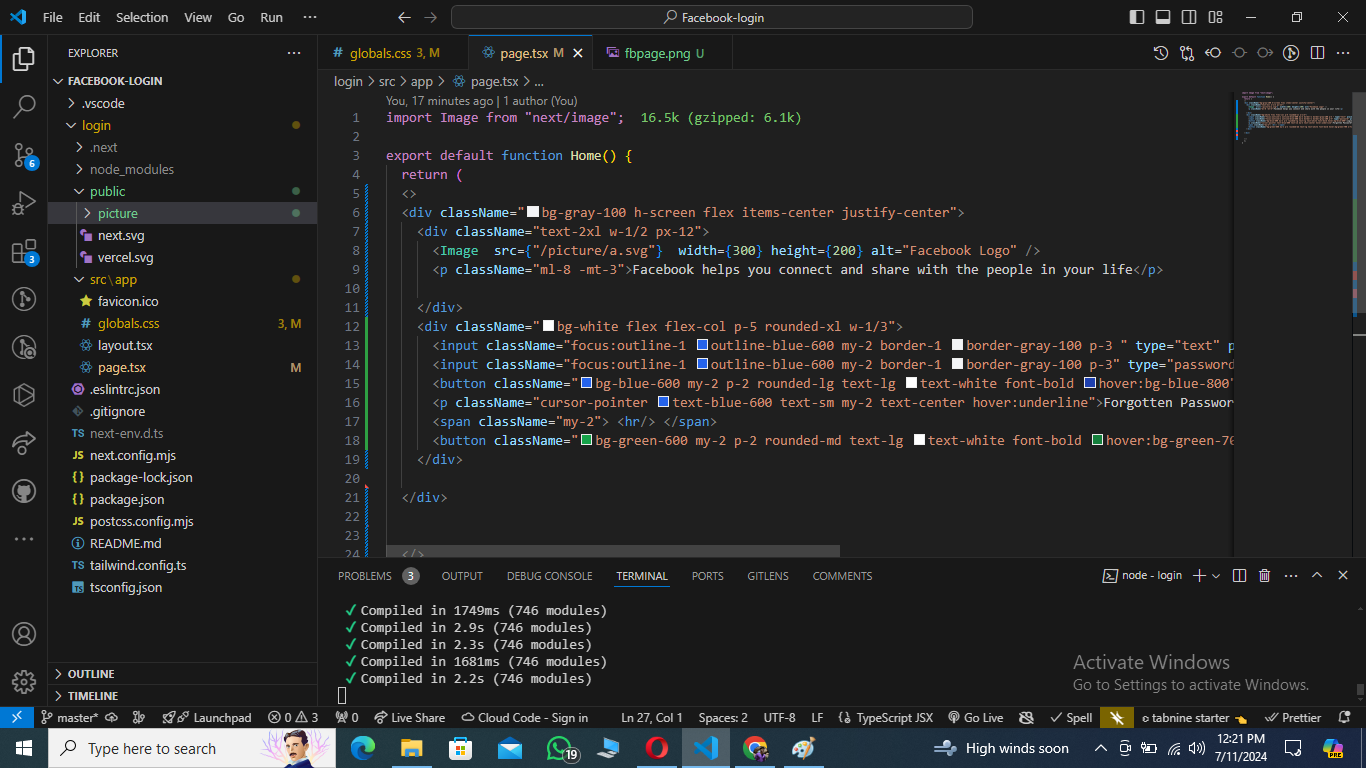 File Edit Selection View Go Run ···
Facebook-login
EXPLORER
FACEBOOK-LOGIN
.vscode
login
.next
node_modules
public
picture
next.svg
vercel.svg
src\app
favicon.ico
globals.css 3, M
layout.tsx
page.tsx M
.eslintrc.json
.gitignore
next-env.d.ts
next.config.mjs
package-lock.json
package.json
postcss.config.mjs
README.md
tailwind.config.ts
tsconfig.json
OUTLINE
TIMELINE
6
3
globals.css 3, M page.tsx M fbpage.png U
login > src > app > page.tsx > ...
You, 17 minutes ago | 1 author (You)
1 import Image from "next/image"; 16.5k (gzipped: 6.1k)
2
3 export default function Home() {
4 return (
5 <>
6 <div className="bg-gray-100 h-screen flex items-center justify-center">
7 <div className="text-2xl w-1/2 px-12">
8 <Image src={"/picture/a.svg"} width={300} height={200} alt="Facebook Logo" />
9 <p className="ml-8 -mt-3">Facebook helps you connect and share with the people in your life</p>
10
11 </div>
12 <div className="bg-white flex flex-col p-5 rounded-xl w-1/3">
13 <input className="focus:outline-1 outline-blue-600 my-2 border-1 border-gray-100 p-3 " type="text" p
14 <input className="focus:outline-1 outline-blue-600 my-2 border-1 border-gray-100 p-3" type="password
15 <button className="bg-blue-600 my-2 p-2 rounded-lg text-lg text-white font-bold hover:bg-blue-800"
16 <p className="cursor-pointer text-blue-600 text-sm my-2 text-center hover:underline">Forgotten Passwor
17 <span className="my-2"> <hr/> </span>
18 <button className="bg-green-600 my-2 p-2 rounded-md text-lg text-white font-bold hover:bg-green-70
19 </div>
20
21 </div>
22
23
24 </>
PROBLEMS 3 OUTPUT DEBUG CONSOLE TERMINAL PORTS GITLENS COMMENTS
node - login
✓ Compiled in 1749ms (746 modules)
✓ Compiled in 2.9s (746 modules)
✓ Compiled in 2.3s (746 modules)
✓ Compiled in 1681ms (746 modules)
✓ Compiled in 2.2s (746 modules)
Activate Windows
Go to Settings to activate Windows.
master* Launchpad 0 3 0 Live Share Cloud Code - Sign in Ln 27, Col 1 Spaces: 2 UTF-8 LF TypeScript JSX Go Live Spell tabnine starter Prettier
Type here to search
19
High winds soon
12:21 PM
7/11/2024
PRE